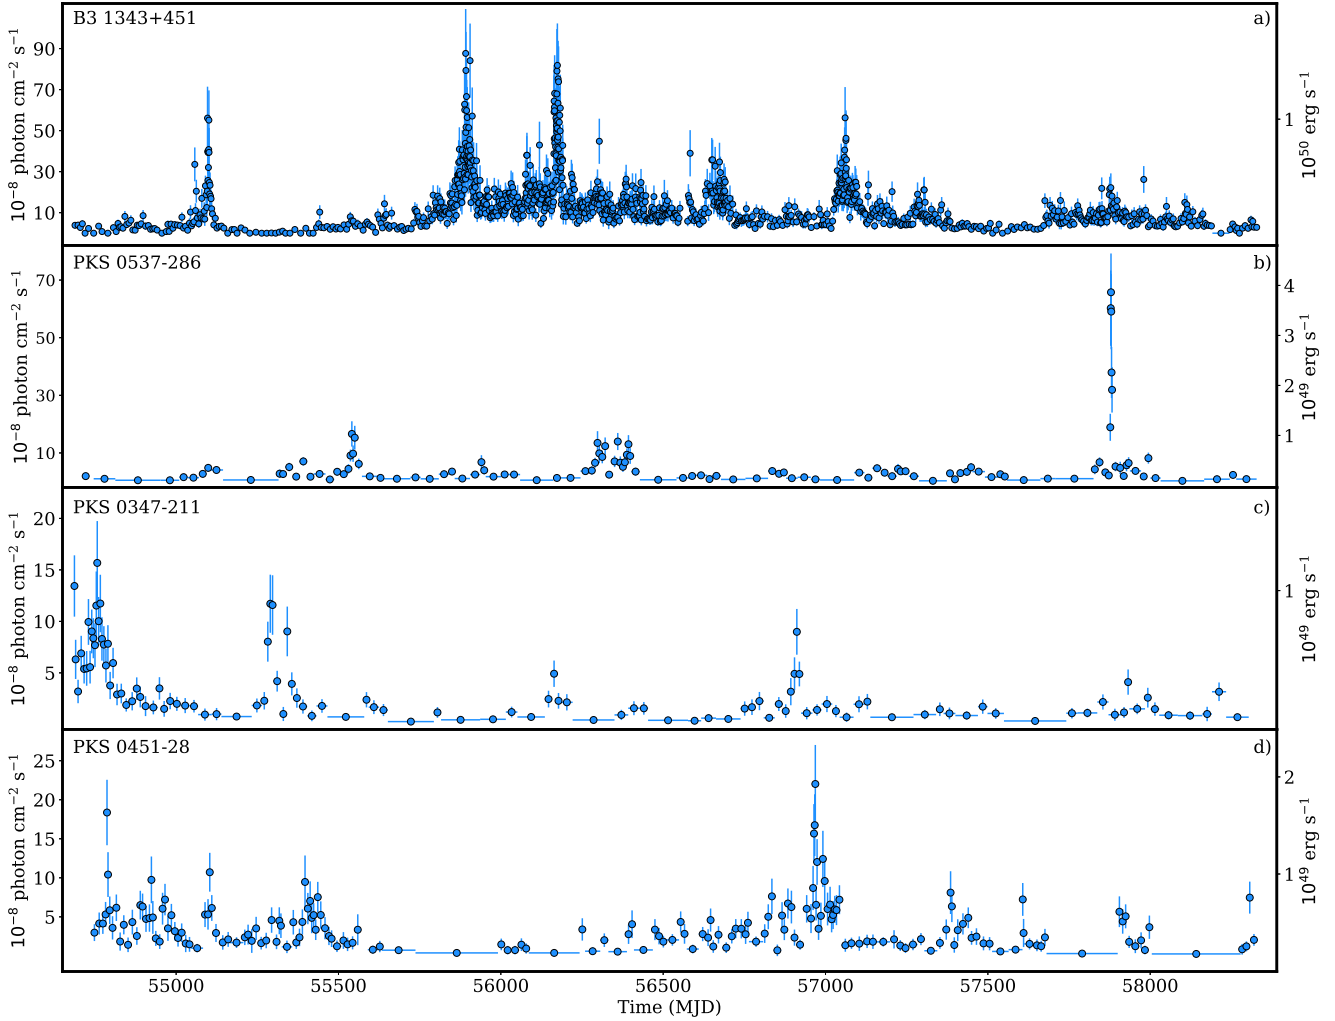 B3 1343+451
a)
10⁻⁸ photon cm⁻² s⁻¹
90
70
50
30
10
1
10⁵⁰ erg s⁻¹
PKS 0537-286
b)
10⁻⁸ photon cm⁻² s⁻¹
70
50
30
10
4
3
2
1
10⁴⁹ erg s⁻¹
PKS 0347-211
c)
10⁻⁸ photon cm⁻² s⁻¹
20
15
10
5
1
10⁴⁹ erg s⁻¹
PKS 0451-28
d)
10⁻⁸ photon cm⁻² s⁻¹
25
20
15
10
5
2
1
10⁴⁹ erg s⁻¹
55000 55500 56000 56500 57000 57500 58000
Time (MJD)